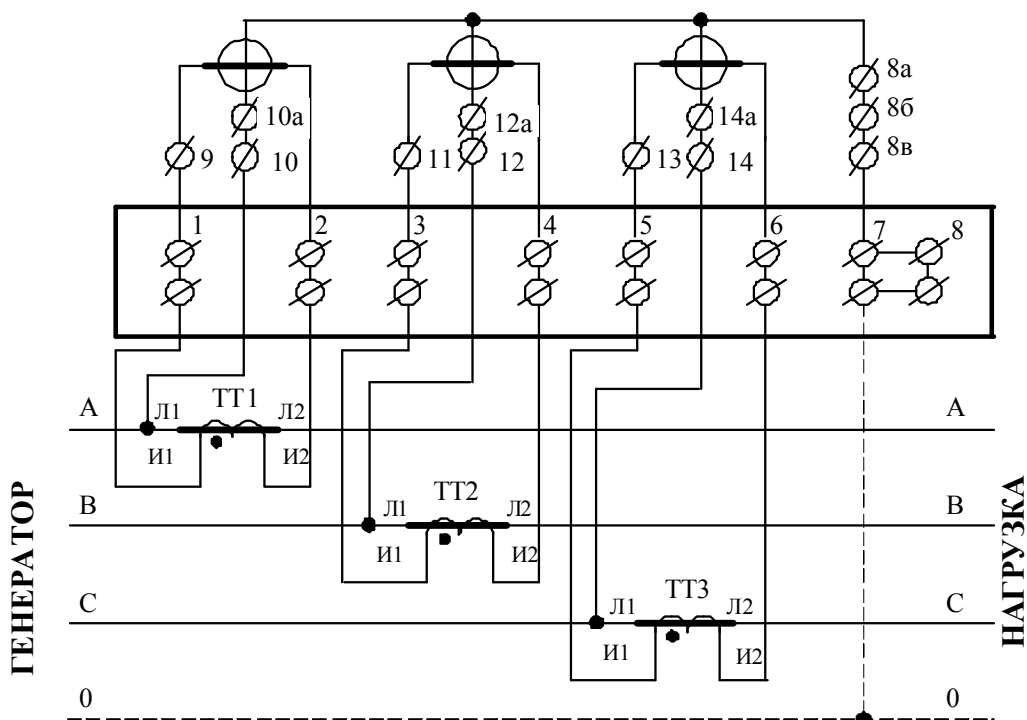 8а
10а
12а
14а
8б
9
10
11
12
13
14
8в
1
2
3
4
5
6
7
8
А
ТТ1
А
Л1
Л2
И1
И2
В
ТТ2
В
Л1
Л2
И1
И2
С
ТТ3
С
Л1
Л2
И1
И2
0
0
ГЕНЕРАТОР
НАГРУЗКА